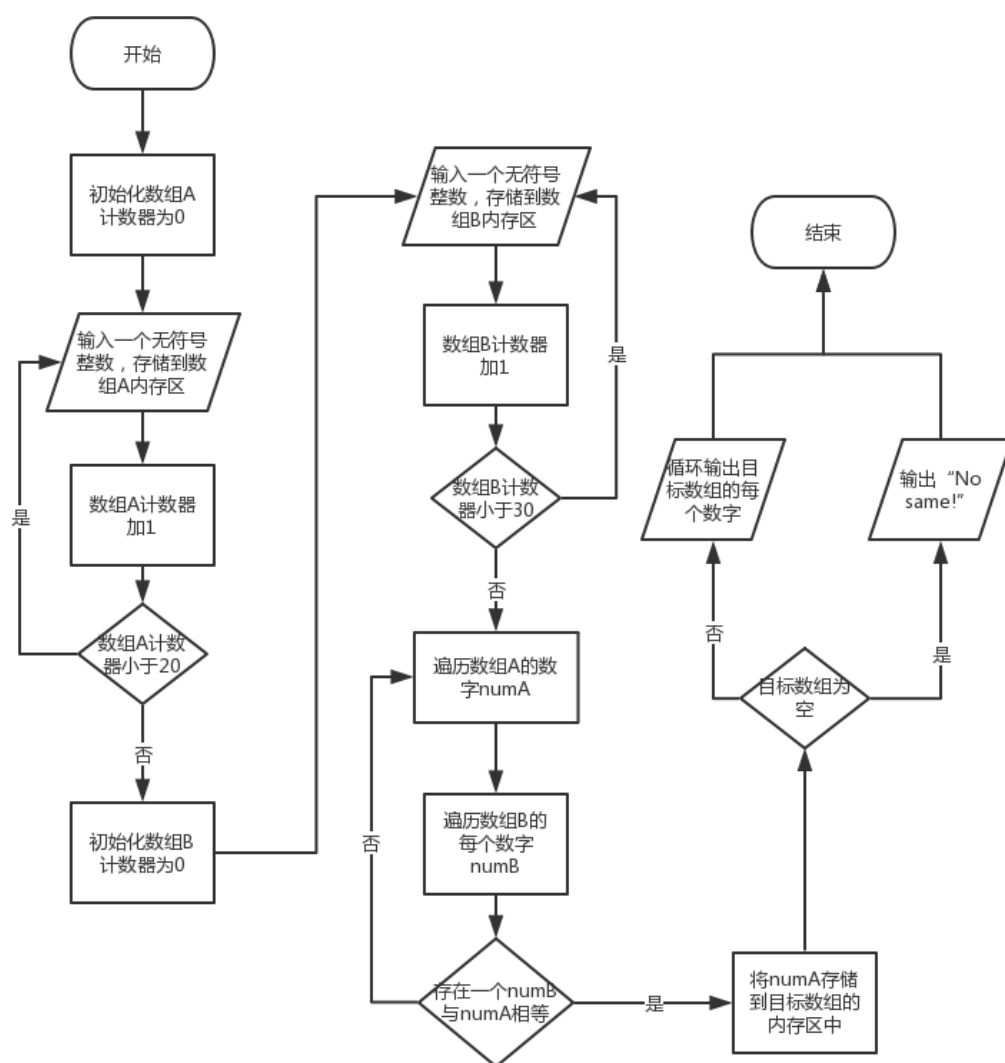 开始
初始化数组A
计数器为0
输入一个无符号
整数，存储到数
组A内存区
数组A计数器
加1
是
数组A计数
器小于20
否
初始化数组B
计数器为0
输入一个无符号
整数，存储到数
组B内存区
数组B计数器
加1
是
数组B计数
器小于30
否
遍历数组A的数
字numA
遍历数组B的
每个数字
numB
否
存在一个numB
与numA相等
是
将numA存储
到目标数组的
内存区中
目标数组为
空
否
是
循环输出目
标数组的每
个数字
输出“No
same!”
结束